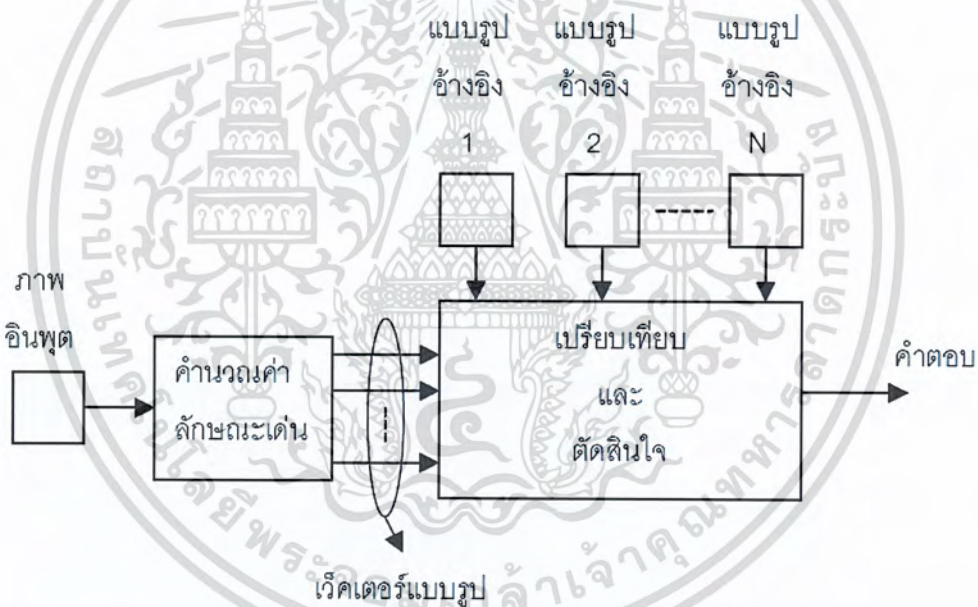 แบบรูป แบบรูป แบบรูป
อ้างอิง อ้างอิง อ้างอิง
1 2 N
ภาพ
อินพุต
คำนวณค่า
ลักษณะเด่น
เปรียบเทียบ
และ
ตัดสินใจ
คำตอบ
เว็คเตอร์แบบรูป